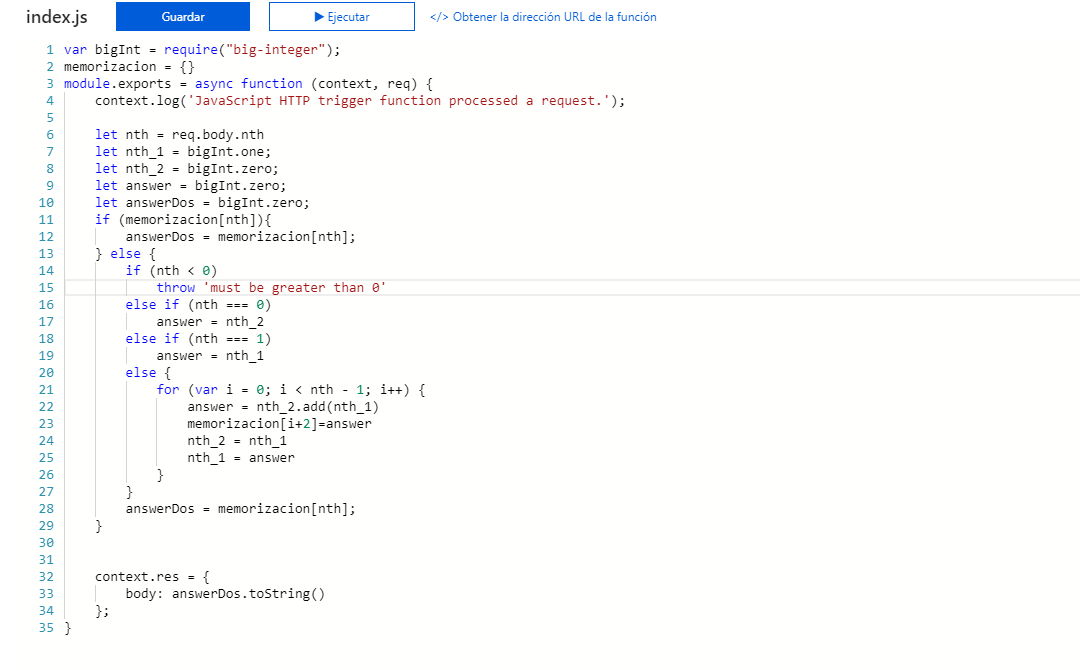 index.js Guardar Ejecutar </> Obtener la dirección URL de la función
1 var bigInt = require("big-integer");
2 memorizacion = {}
3 module.exports = async function (context, req) {
4     context.log('JavaScript HTTP trigger function processed a request.');
5
6     let nth = req.body.nth
7     let nth_1 = bigInt.one;
8     let nth_2 = bigInt.zero;
9     let answer = bigInt.zero;
10     let answerDos = bigInt.zero;
11     if (memorizacion[nth]){
12         answerDos = memorizacion[nth];
13     } else {
14         if (nth < 0)
15             throw 'must be greater than 0'
16         else if (nth === 0)
17             answer = nth_2
18         else if (nth === 1)
19             answer = nth_1
20         else {
21             for (var i = 0; i < nth - 1; i++) {
22                 answer = nth_2.add(nth_1)
23                 memorizacion[i+2]=answer
24                 nth_2 = nth_1
25                 nth_1 = answer
26             }
27         }
28         answerDos = memorizacion[nth];
29     }
30
31
32     context.res = {
33         body: answerDos.toString()
34     };
35 }